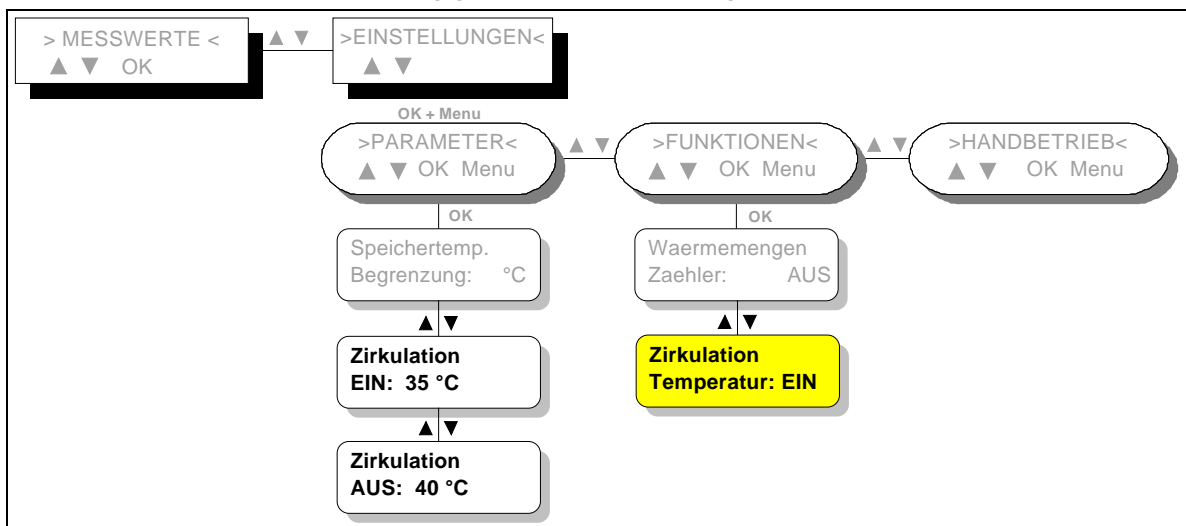 > MESSWERTE <
▲ ▼ OK
▲ ▼
>EINSTELLUNGEN<
▲ ▼
OK + Menu
>PARAMETER<
▲ ▼ OK Menu
▲ ▼
>FUNKTIONEN<
▲ ▼ OK Menu
▲ ▼
>HANDBETRIEB<
▲ ▼ OK Menu
OK
Speichertemp.
Begrenzung: °C
▲ ▼
Zirkulation
EIN: 35 °C
▲ ▼
Zirkulation
AUS: 40 °C
OK
Waermemengen
Zaehler: AUS
▲ ▼
Zirkulation
Temperatur: EIN